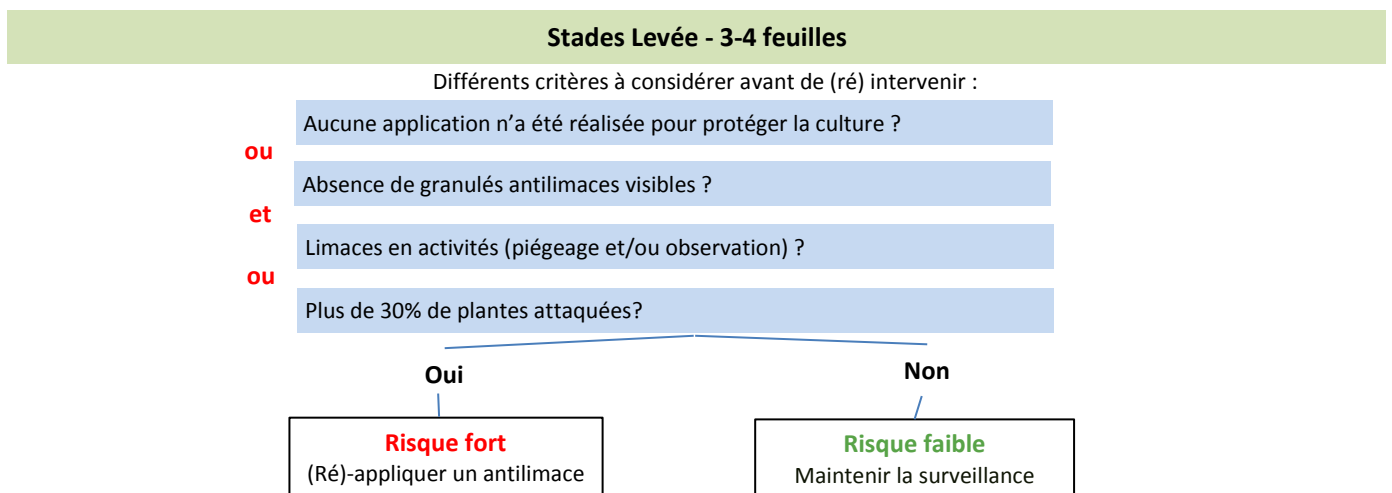 Stades Levée - 3-4 feuilles
Différents critères à considérer avant de (ré) intervenir :
Aucune application n'a été réalisée pour protéger la culture ?
ou
Absence de granulés antilimaces visibles ?
et
Limaces en activités (piégeage et/ou observation) ?
ou
Plus de 30% de plantes attaquées?
Oui
Non
Risque fort
(Ré)-appliquer un antilimace
Risque faible
Maintenir la surveillance